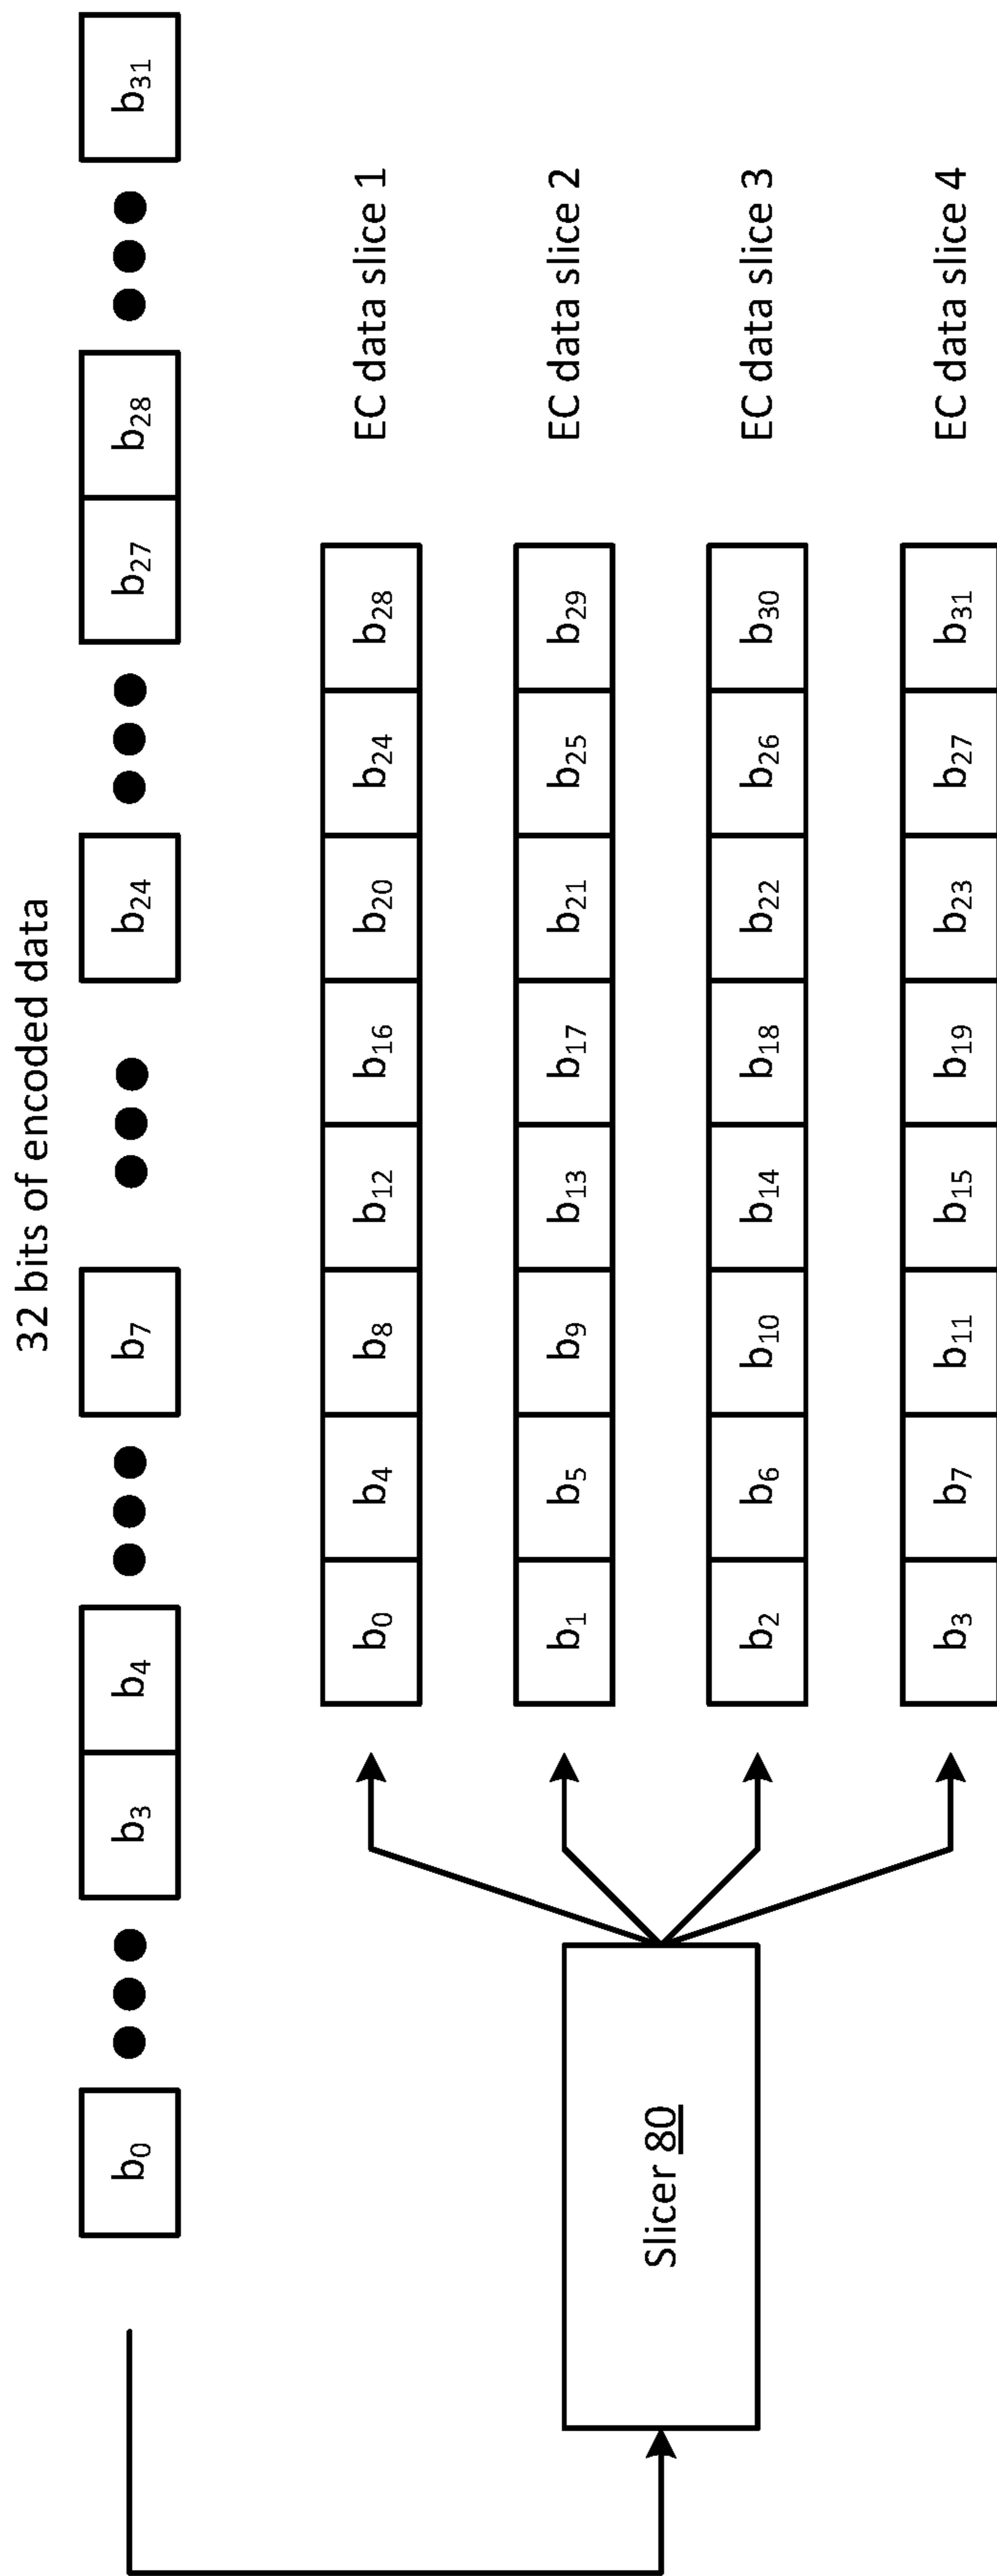 32 bits of encoded data
b₀ ●●● b₃ b₄ ●●● b₇ ●●● b₂₄ ●●● b₂₇ b₂₈ ●●● b₃₁
Slicer 80
b₀ b₄ b₈ b₁₂ b₁₆ b₂₀ b₂₄ b₂₈ EC data slice 1
b₁ b₅ b₉ b₁₃ b₁₇ b₂₁ b₂₅ b₂₉ EC data slice 2
b₂ b₆ b₁₀ b₁₄ b₁₈ b₂₂ b₂₆ b₃₀ EC data slice 3
b₃ b₇ b₁₁ b₁₅ b₁₉ b₂₃ b₂₇ b₃₁ EC data slice 4